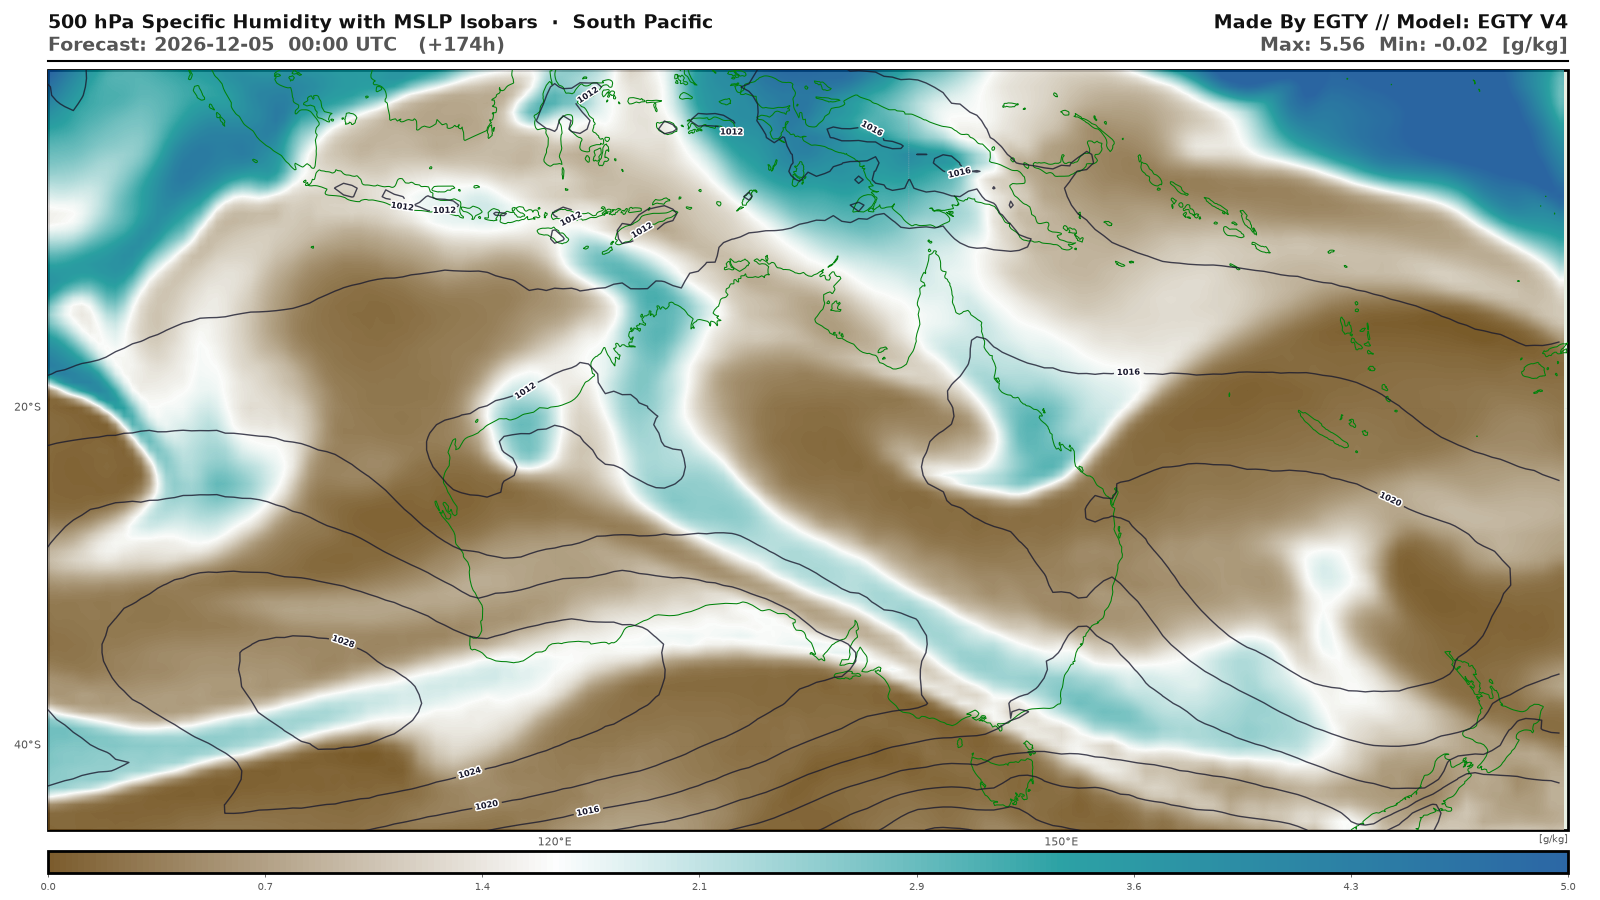 500 hPa Specific Humidity with MSLP Isobars · South Pacific
Made By EGTY // Model: EGTY V4
Forecast: 2026-12-05 00:00 UTC (+174h)
Max: 5.56 Min: -0.02 [g/kg]
1012
1016
1012
1016
1012
1012
1012
1012
1016
1012
20°S
1020
1028
40°S
1024
1020
1016
120°E
150°E
[g/kg]
0.0
0.7
1.4
2.1
2.9
3.6
4.3
5.0